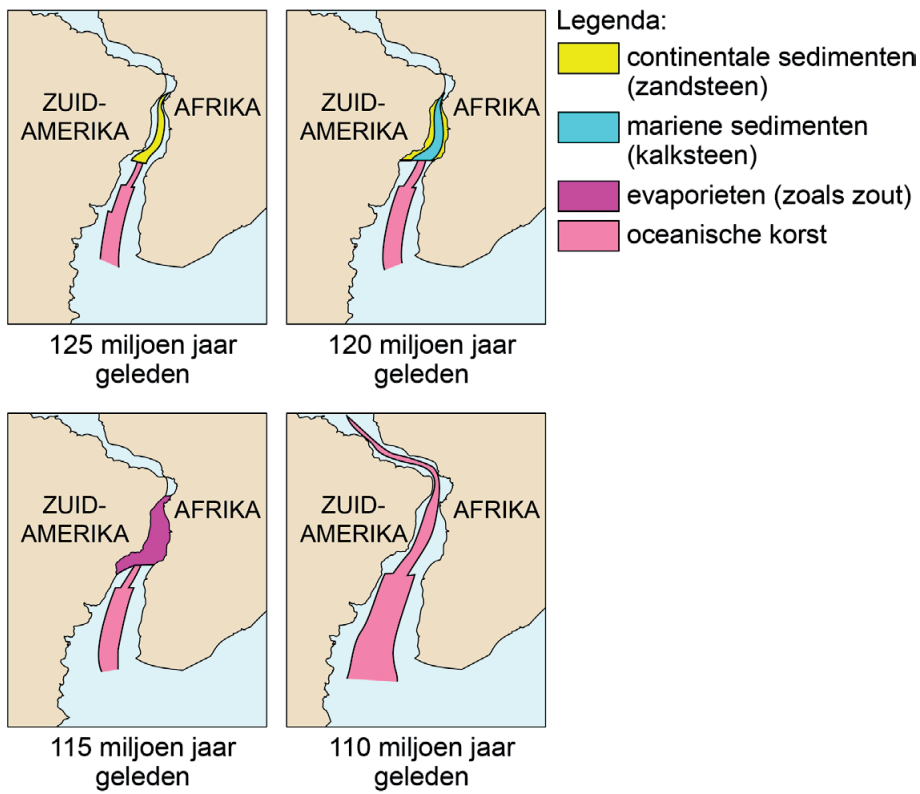 ZUID-
AMERIKA
AFRIKA
125 miljoen jaar
geleden
ZUID-
AMERIKA
AFRIKA
120 miljoen jaar
geleden
Legenda:
continentale sedimenten
(zandsteen)
mariene sedimenten
(kalksteen)
evaporieten (zoals zout)
oceanische korst
ZUID-
AMERIKA
AFRIKA
115 miljoen jaar
geleden
ZUID-
AMERIKA
AFRIKA
110 miljoen jaar
geleden